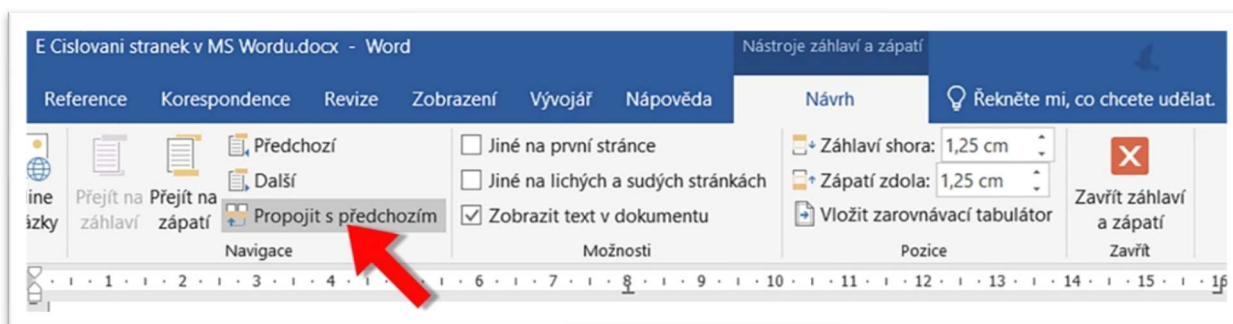 E Cislovani stranek v MS Wordu.docx - Word
Nástroje záhlaví a zápatí
Reference Korespondence Revize Zobrazení Vývojář Nápověda Návrh Řekněte mi, co chcete udělat.
Předchozí
Další
Propojit s předchozím
Přejít na
záhlaví
Přejít na
zápatí
Navigace
Jiné na první stránce
Jiné na lichých a sudých stránkách
Zobrazit text v dokumentu
Možnosti
Záhlaví shora: 1,25 cm
Zápatí zdola: 1,25 cm
Vložit zarovnávací tabulátor
Pozice
Zavřít záhlaví
a zápatí
Zavřít
1 2 3 4 6 7 8 9 10 11 12 13 14 15 16